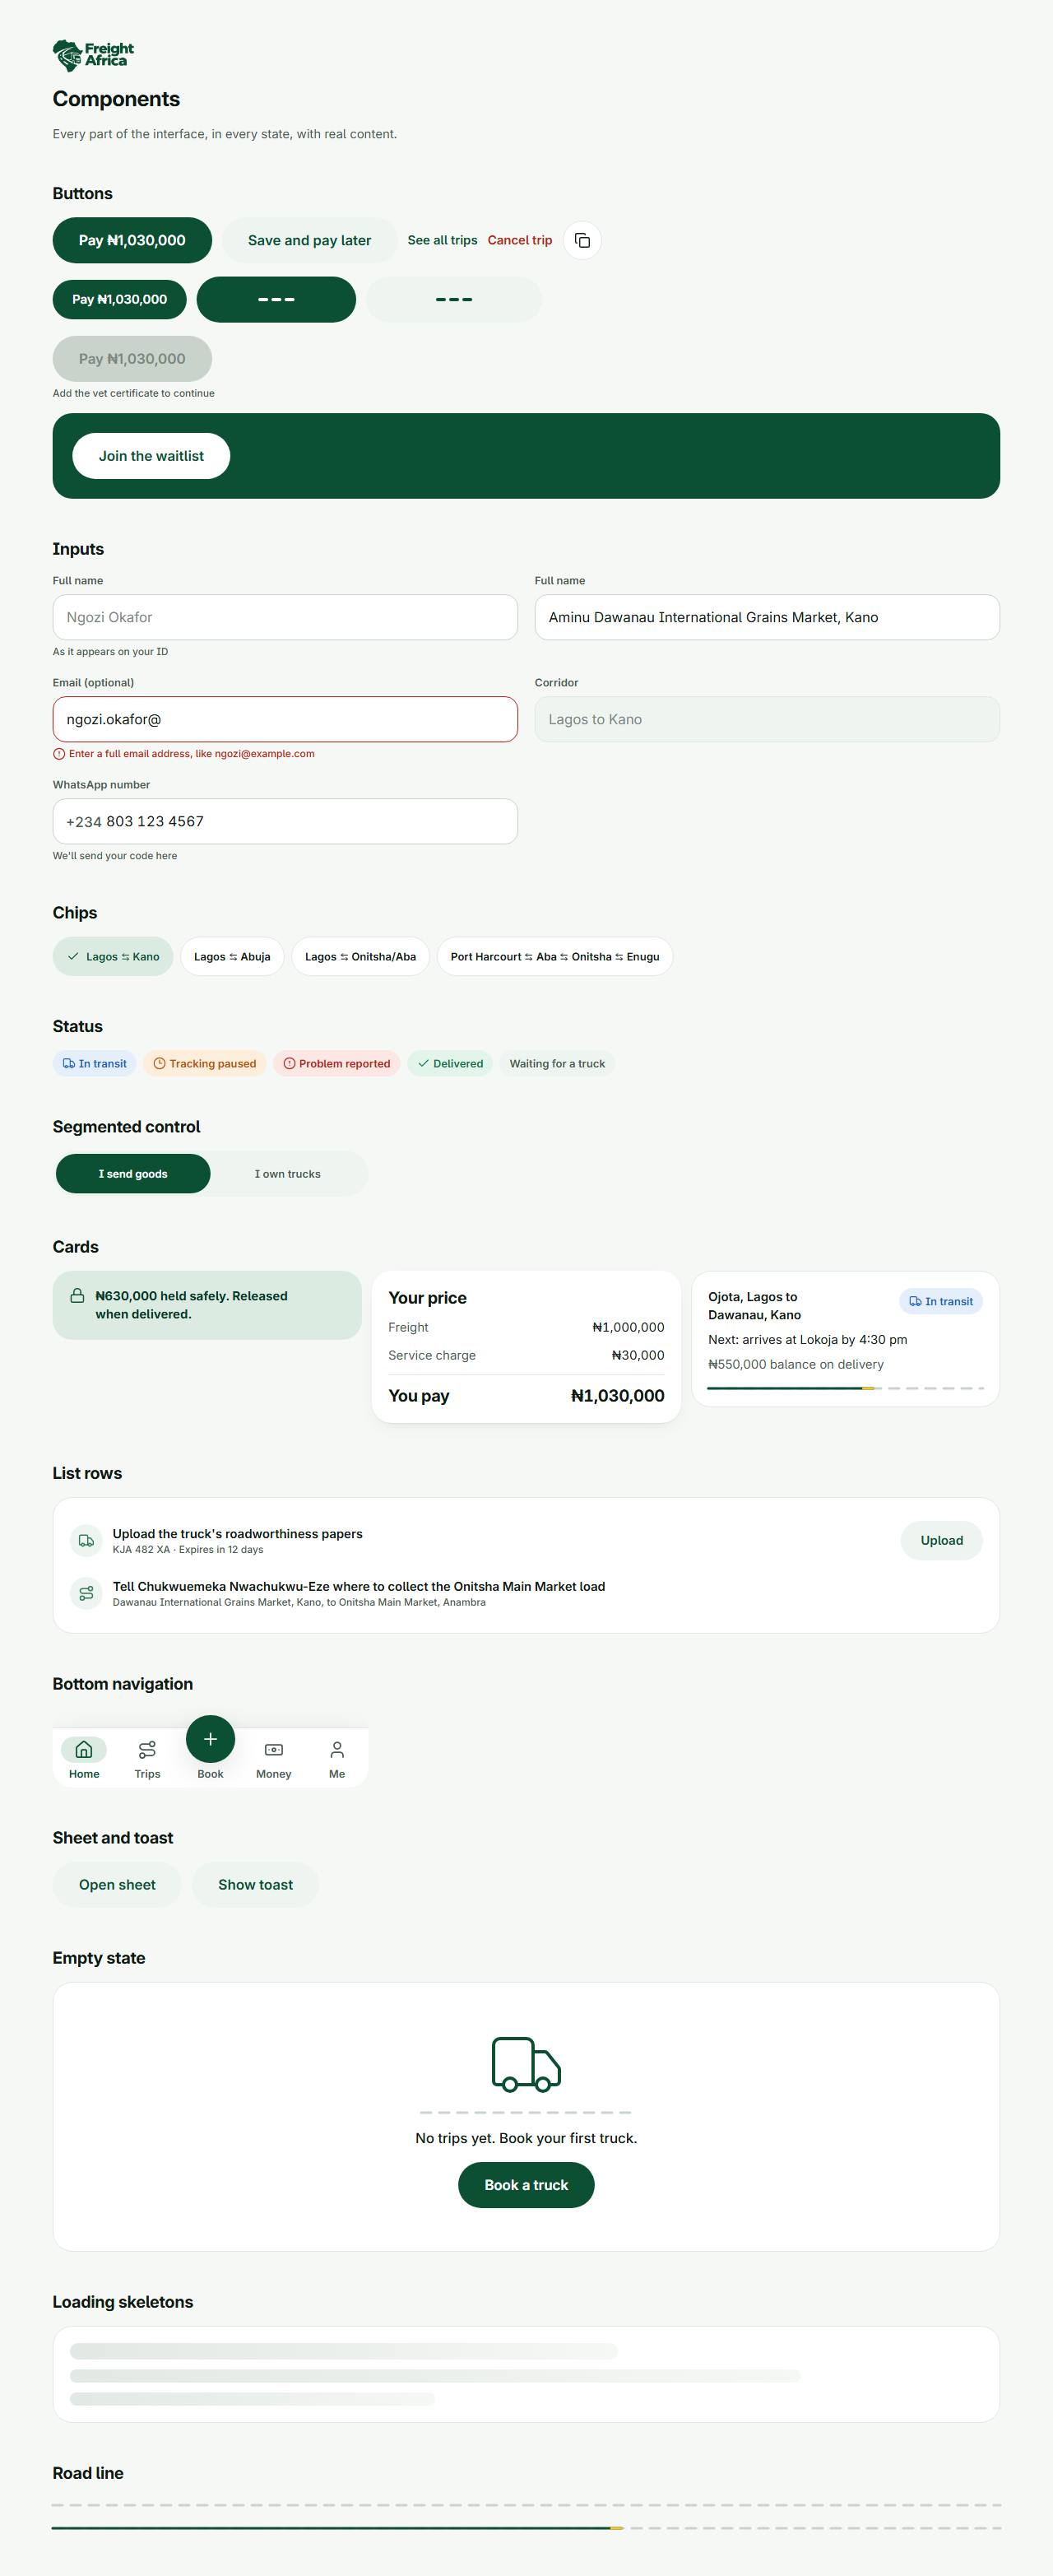 Freight
Africa
Components
Every part of the interface, in every state, with real content.
Buttons
Pay ₦1,030,000
Save and pay later
See all trips
Cancel trip
Pay ₦1,030,000
Pay ₦1,030,000
Add the vet certificate to continue
Join the waitlist
Inputs
Full name
Full name
Ngozi Okafor
Aminu Dawanau International Grains Market, Kano
As it appears on your ID
Email (optional)
Corridor
ngozi.okafor@
Lagos to Kano
Enter a full email address, like ngozi@example.com
WhatsApp number
+234 803 123 4567
We'll send your code here
Chips
Lagos ⇆ Kano
Lagos ⇆ Abuja
Lagos ⇆ Onitsha/Aba
Port Harcourt ⇆ Aba ⇆ Onitsha ⇆ Enugu
Status
In transit
Tracking paused
Problem reported
Delivered
Waiting for a truck
Segmented control
I send goods
I own trucks
Cards
₦630,000 held safely. Released
when delivered.
Your price
Freight ₦1,000,000
Service charge ₦30,000
You pay ₦1,030,000
Ojota, Lagos to
Dawanau, Kano
In transit
Next: arrives at Lokoja by 4:30 pm
₦550,000 balance on delivery
List rows
Upload the truck's roadworthiness papers
KJA 482 XA · Expires in 12 days
Upload
Tell Chukwuemeka Nwachukwu-Eze where to collect the Onitsha Main Market load
Dawanau International Grains Market, Kano, to Onitsha Main Market, Anambra
Bottom navigation
Home
Trips
Book
Money
Me
Sheet and toast
Open sheet
Show toast
Empty state
No trips yet. Book your first truck.
Book a truck
Loading skeletons
Road line